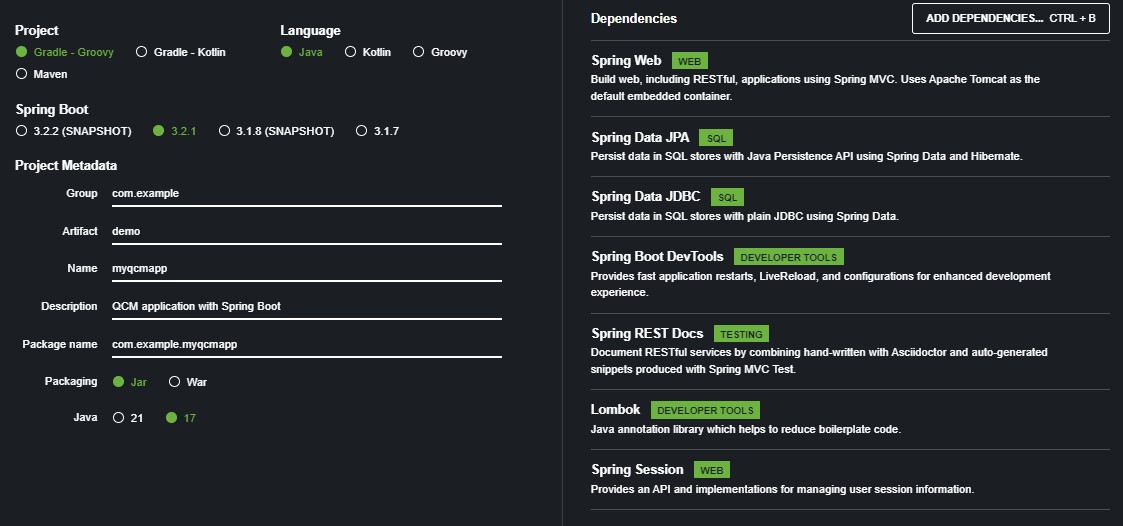 Project
Language
Gradle - Groovy
Gradle - Kotlin
Java
Kotlin
Groovy
Maven
Spring Boot
3.2.2 (SNAPSHOT)
3.2.1
3.1.8 (SNAPSHOT)
3.1.7
Project Metadata
Group com.example
Artifact demo
Name myqcmapp
Description QCM application with Spring Boot
Package name com.example.myqcmapp
Packaging Jar War
Java 21 17
Dependencies
ADD DEPENDENCIES... CTRL + B
Spring Web WEB
Build web, including RESTful, applications using Spring MVC. Uses Apache Tomcat as the
default embedded container.
Spring Data JPA SQL
Persist data in SQL stores with Java Persistence API using Spring Data and Hibernate.
Spring Data JDBC SQL
Persist data in SQL stores with plain JDBC using Spring Data.
Spring Boot DevTools DEVELOPER TOOLS
Provides fast application restarts, LiveReload, and configurations for enhanced development
experience.
Spring REST Docs TESTING
Document RESTful services by combining hand-written with Asciidoctor and auto-generated
snippets produced with Spring MVC Test.
Lombok DEVELOPER TOOLS
Java annotation library which helps to reduce boilerplate code.
Spring Session WEB
Provides an API and implementations for managing user session information.